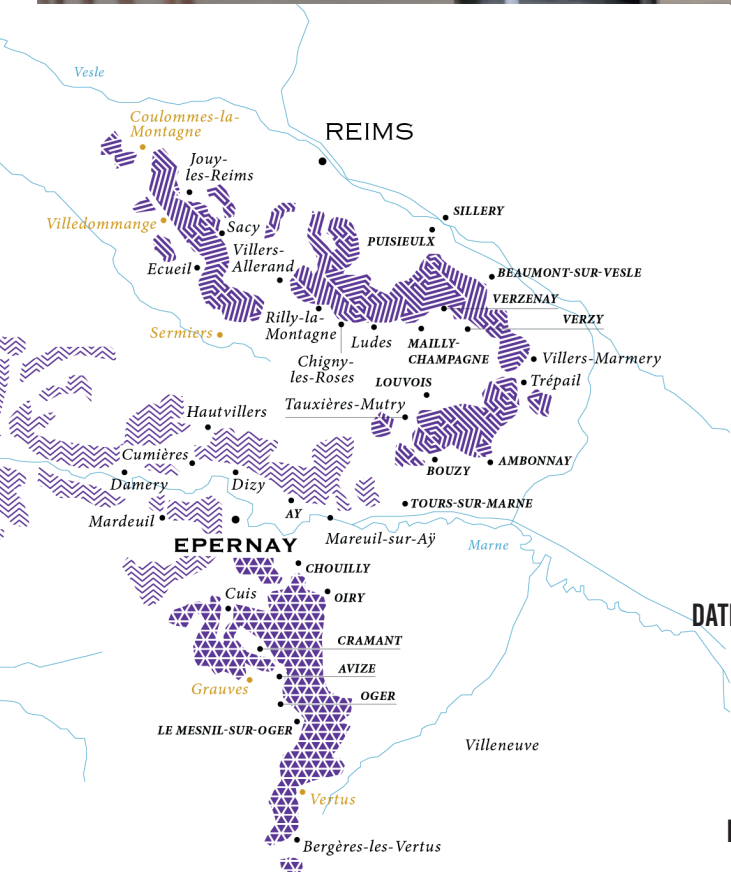 Vesle
Coulommes-la-
Montagne
REIMS
Jouy-
les-Reims
SILLERY
Villedommange
Sacy
PUISIEULX
Villers-
Allerand
Ecueil
BEAUMONT-SUR-VESLE
VERZENAY
Rilly-la-
Montagne
VERZY
Sermiers
Ludes
MAILLY-
CHAMPAGNE
Chigny-
les-Roses
Villers-Marmery
LOUVOIS
Trépail
Tauxières-Mutry
Hautvillers
Cumières
BOUZY
AMBONNAY
Damery
Dizy
TOURS-SUR-MARNE
AY
Mardeuil
Mareuil-sur-Aÿ
EPERNAY
Marne
CHOUILLY
Cuis
OIRY
DATE
CRAMANT
AVIZE
Grauves
OGER
LE MESNIL-SUR-OGER
Villeneuve
Vertus
Bergères-les-Vertus